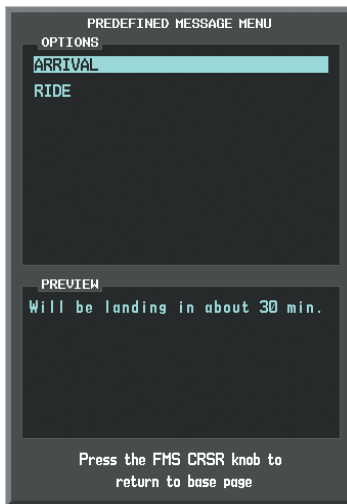 PREDEFINED MESSAGE MENU
OPTIONS
ARRIVAL
RIDE
PREVIEW
Will be landing in about 30 min.
Press the FMS CRSR knob to
return to base page